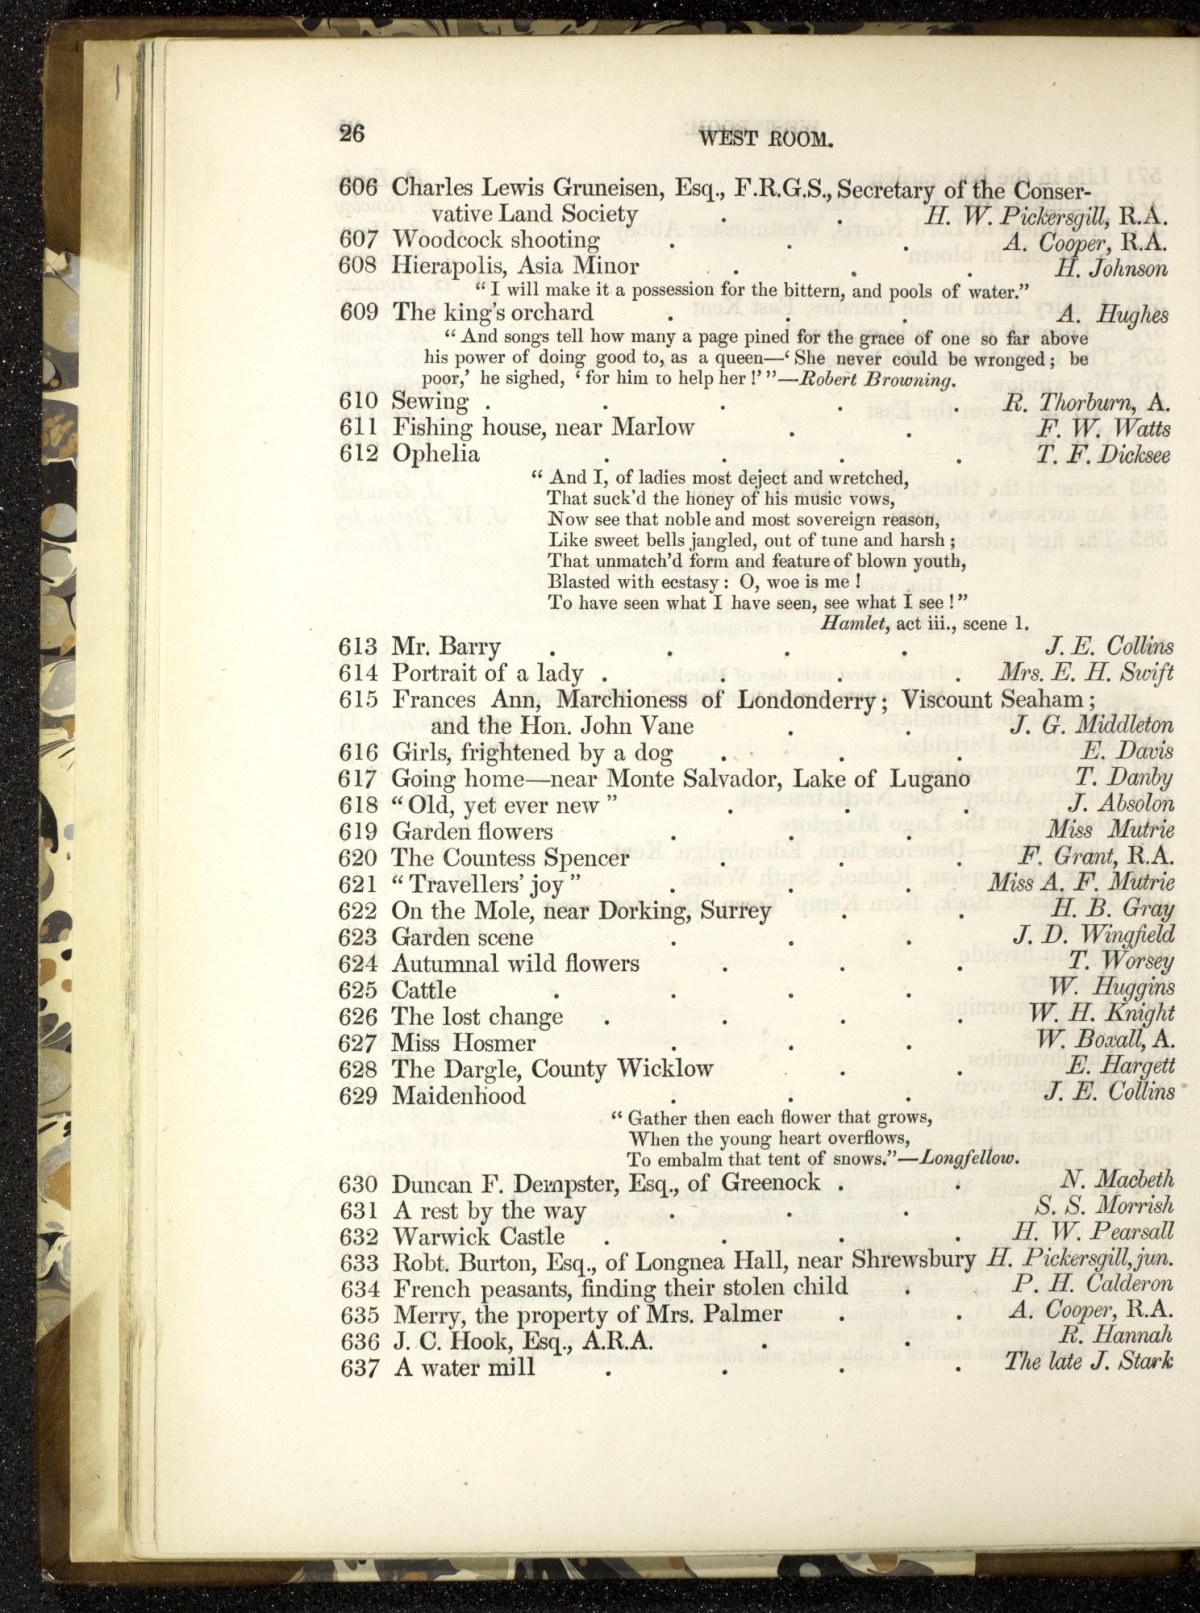 26 WEST ROOM.
606 Charles Lewis Gruneisen, Esq., F.R.G.S., Secretary of the Conser-
vative Land Society . . H. W. Pickersgill, R.A.
607 Woodcock shooting . . . A. Cooper, R.A.
608 Hierapolis, Asia Minor . . . H. Johnson
“ I will make it a possession for the bittern, and pools of water.”
609 The king's orchard . . . A. Hughes
“ And songs tell how many a page pined for the grace of one so far above
his power of doing good to, as a queen—‘ She never could be wronged ; be
poor,’ he sighed, ‘ for him to help her !’ ”—Robert Browning.
610 Sewing . . . . . R. Thorburn, A.
611 Fishing house, near Marlow . . F. W. Watts
612 Ophelia . . . . T. F. Dicksee
“ And I, of ladies most deject and wretched,
That suck'd the honey of his music vows,
Now see that noble and most sovereign reason,
Like sweet bells jangled, out of tune and harsh ;
That unmatch'd form and feature of blown youth,
Blasted with ecstasy : O, woe is me !
To have seen what I have seen, see what I see ! ”
Hamlet, act iii., scene 1.
613 Mr. Barry . . . . J. E. Collins
614 Portrait of a lady . . . . Mrs. E. H. Swift
615 Frances Ann, Marchioness of Londonderry ; Viscount Seaham ;
and the Hon. John Vane . . J. G. Middleton
616 Girls, frightened by a dog . . . E. Davis
617 Going home—near Monte Salvador, Lake of Lugano T. Danby
618 “ Old, yet ever new ” . . . J. Absolon
619 Garden flowers . . . Miss Mutrie
620 The Countess Spencer . . . F. Grant, R.A.
621 “ Travellers' joy ” . . . Miss A. F. Mutrie
622 On the Mole, near Dorking, Surrey . . H. B. Gray
623 Garden scene . . . J. D. Wingfield
624 Autumnal wild flowers . . . T. Worsey
625 Cattle . . . . W. Huggins
626 The lost change . . . . W. H. Knight
627 Miss Hosmer . . . W. Boxall, A.
628 The Dargle, County Wicklow . . E. Hargett
629 Maidenhood . . . J. E. Collins
“ Gather then each flower that grows,
When the young heart overflows,
To embalm that tent of snows.”—Longfellow.
630 Duncan F. Dempster, Esq., of Greenock . . N. Macbeth
631 A rest by the way . . . S. S. Morrish
632 Warwick Castle . . . . H. W. Pearsall
633 Robt. Burton, Esq., of Longnea Hall, near Shrewsbury H. Pickersgill, jun.
634 French peasants, finding their stolen child . P. H. Calderon
635 Merry, the property of Mrs. Palmer . . A. Cooper, R.A.
636 J. C. Hook, Esq., A.R.A. . . R. Hannah
637 A water mill . . . . The late J. Stark